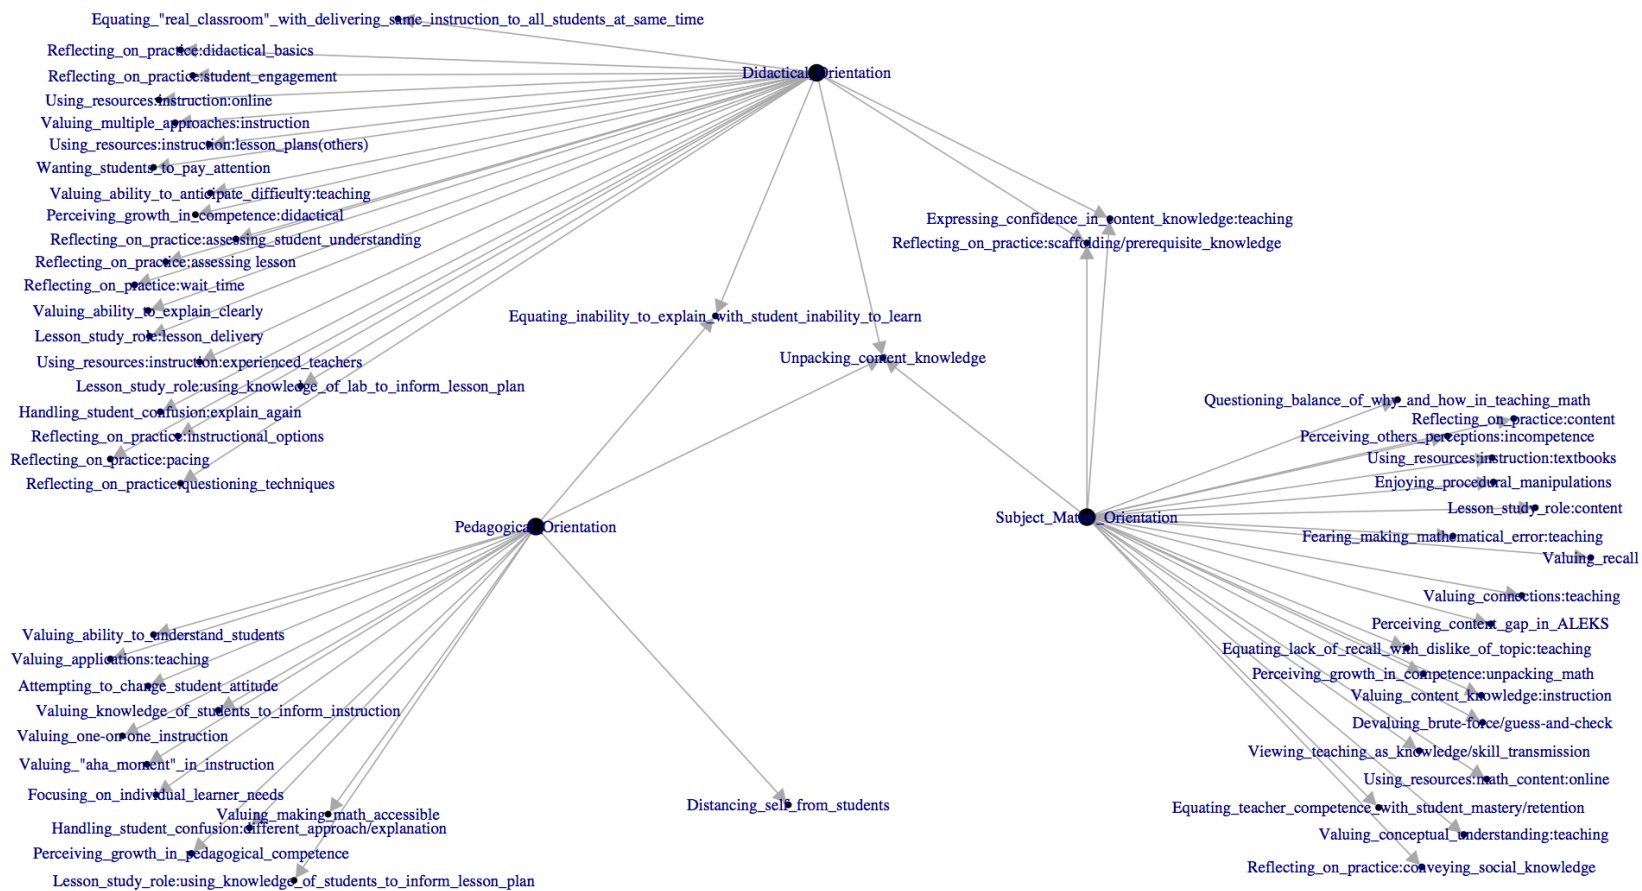 Equating_"real_classroom"_with_delivering_same_instruction_to_all_students_at_same_time
Reflecting_on_practice:didactical_basics
Reflecting_on_practice:student_engagement
Using_resources:instruction:online
Valuing_multiple_approaches:instruction
Using_resources:instruction:lesson_plans(others)
Wanting_students_to_pay_attention
Valuing_ability_to_anticipate_difficulty:teaching
Perceiving_growth_in_competence:didactical
Reflecting_on_practice:assessing_student_understanding
Reflecting_on_practice:assessing lesson
Reflecting_on_practice:wait_time
Valuing_ability_to_explain_clearly
Lesson_study_role:lesson_delivery
Using_resources:instruction:experienced_teachers
Lesson_study_role:using_knowledge_of_lab_to_inform_lesson_plan
Handling_student_confusion:explain_again
Reflecting_on_practice:instructional_options
Reflecting_on_practice:pacing
Reflecting_on_practice:questioning_techniques
Didactical_Orientation
Expressing_confidence_in_content_knowledge:teaching
Reflecting_on_practice:scaffolding/prerequisite_knowledge
Equating_inability_to_explain_with_student_inability_to_learn
Unpacking_content_knowledge
Pedagogical_Orientation
Subject_Matter_Orientation
Questioning_balance_of_why_and_how_in_teaching_math
Reflecting_on_practice:content
Perceiving_others_perceptions:incompetence
Using_resources:instruction:textbooks
Enjoying_procedural_manipulations
Lesson_study_role:content
Fearing_making_mathematical_error:teaching
Valuing_recall
Valuing_connections:teaching
Perceiving_content_gap_in_ALEKS
Equating_lack_of_recall_with_dislike_of_topic:teaching
Perceiving_growth_in_competence:unpacking_math
Valuing_content_knowledge:instruction
Devaluing_brute-force/guess-and-check
Viewing_teaching_as_knowledge/skill_transmission
Using_resources:math_content:online
Equating_teacher_competence_with_student_mastery/retention
Valuing_conceptual_understanding:teaching
Reflecting_on_practice:conveying_social_knowledge
Valuing_ability_to_understand_students
Valuing_applications:teaching
Attempting_to_change_student_attitude
Valuing_knowledge_of_students_to_inform_instruction
Valuing_one-on-one_instruction
Valuing_"aha_moment"_in_instruction
Focusing_on_individual_learner_needs
Valuing_making_math_accessible
Handling_student_confusion:different_approach/explanation
Perceiving_growth_in_pedagogical_competence
Lesson_study_role:using_knowledge_of_students_to_inform_lesson_plan
Distancing_self_from_students